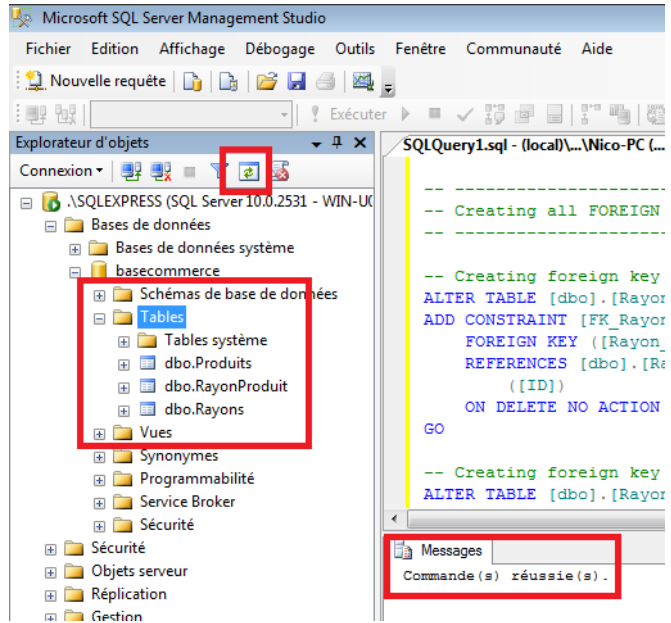 Microsoft SQL Server Management Studio
Fichier Edition Affichage Débogage Outils Fenêtre Communauté Aide
Nouvelle requête
Exécuter
Explorateur d'objets
Connexion
.\SQLEXPRESS (SQL Server 10.0.2531 - WIN-U
Bases de données
Bases de données système
basecommerce
Schémas de base de données
Tables
Tables système
dbo.Produits
dbo.RayonProduit
dbo.Rayons
Vues
Synonymes
Programmabilité
Service Broker
Sécurité
Sécurité
Objets serveur
Réplication
Gestion
SQLQuery1.sql - (local)\...\Nico-PC (...
-- --------------------
-- Creating all FOREIGN
-- --------------------
-- Creating foreign key
ALTER TABLE [dbo].[Rayon
ADD CONSTRAINT [FK_Rayon
FOREIGN KEY ([Rayon_
REFERENCES [dbo].[Ra
([ID])
ON DELETE NO ACTION
GO
-- Creating foreign key
ALTER TABLE [dbo].[Rayon
Messages
Commande(s) réussie(s).